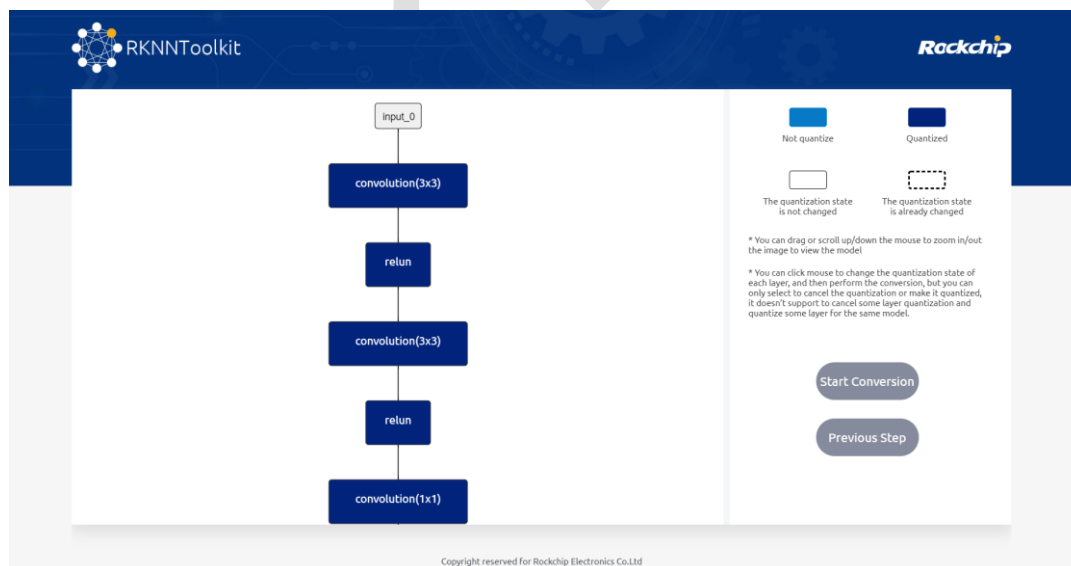 RKNNToolkit
Rockchip
input_0
convolution(3x3)
relun
convolution(3x3)
relun
convolution(1x1)
Not quantize
Quantized
The quantization state
is not changed
The quantization state
is already changed
* You can drag or scroll up/down the mouse to zoom in/out
the image to view the model
* You can click mouse to change the quantization state of
each layer, and then perform the conversion, but you can
only select to cancel the quantization or make it quantized,
it doesn't support to cancel some layer quantization and
quantize some layer for the same model.
Start Conversion
Previous Step
Copyright reserved for Rockchip Electronics Co.Ltd